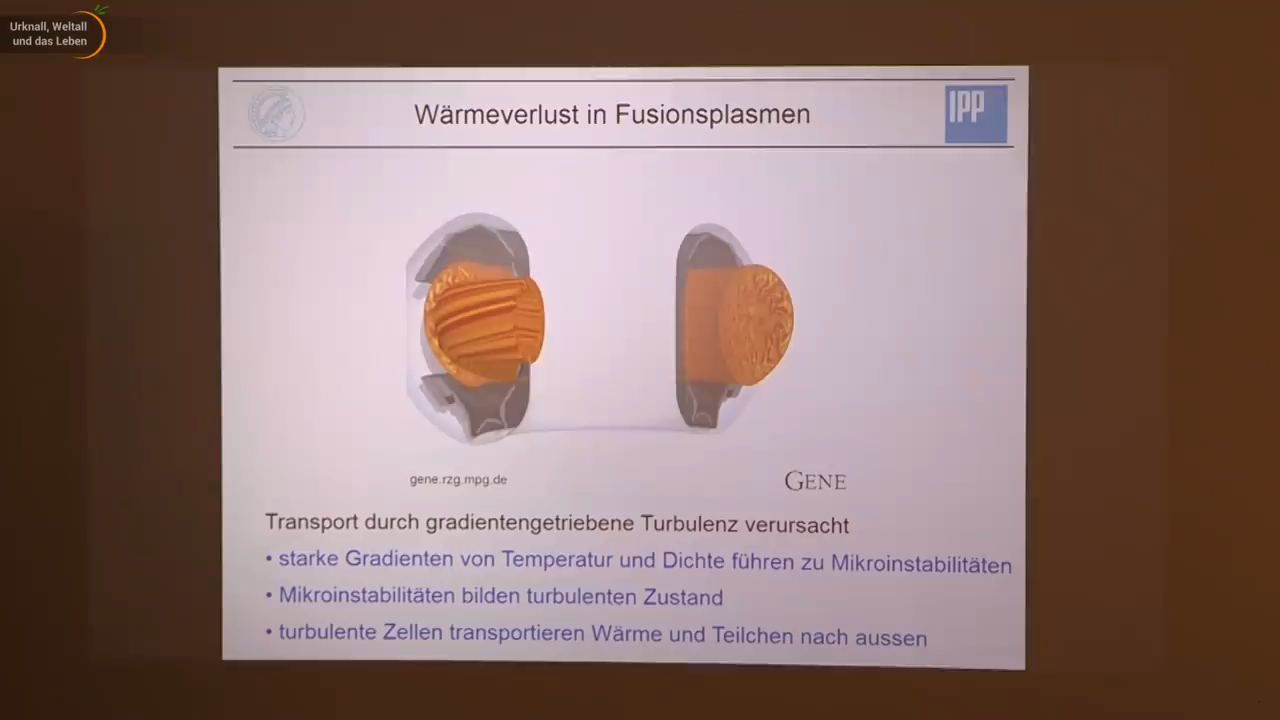 Urknall, Weltall
und das Leben
Wärmeverlust in Fusionsplasmen
IPP
gene.rzg.mpg.de
GENE
Transport durch gradientengetriebene Turbulenz verursacht
• starke Gradienten von Temperatur und Dichte führen zu Mikroinstabilitäten
• Mikroinstabilitäten bilden turbulenten Zustand
• turbulente Zellen transportieren Wärme und Teilchen nach aussen